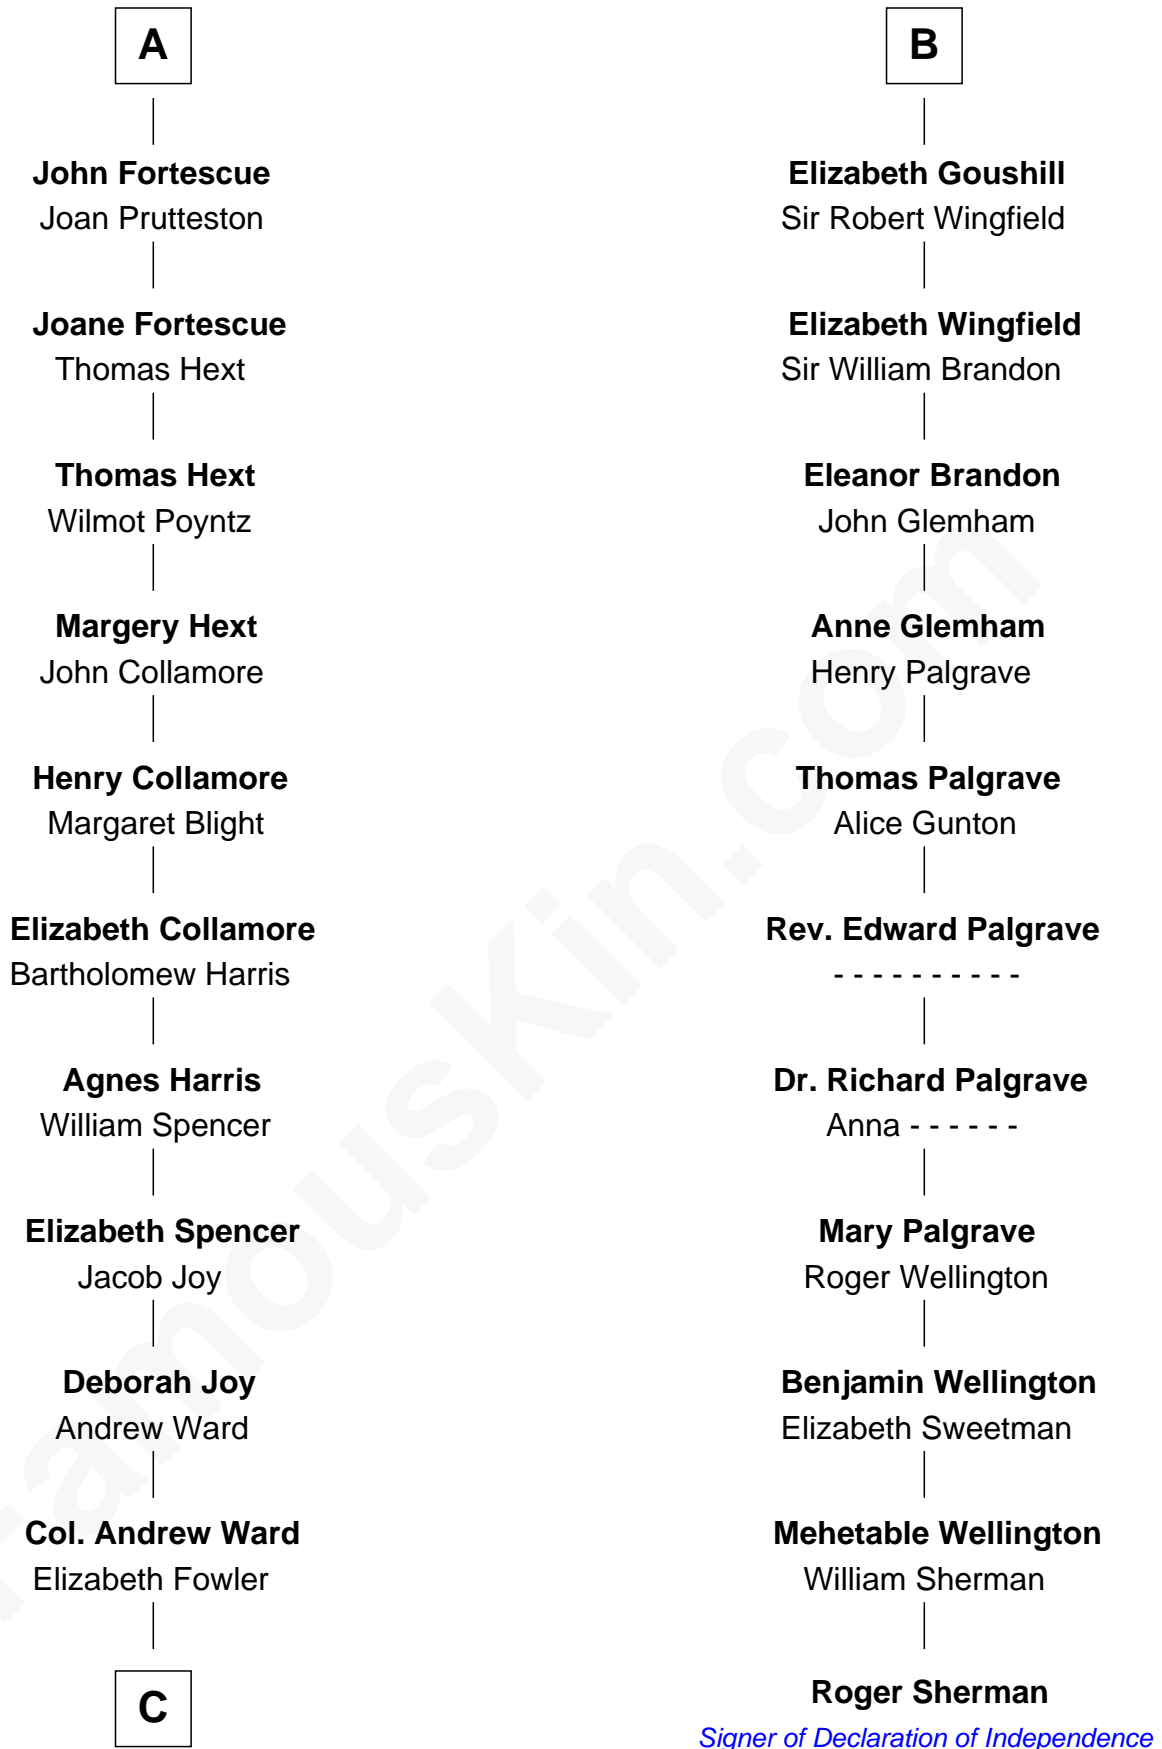 A
John Fortescue
Joan Prutteston
Joane Fortescue
Thomas Hext
Thomas Hext
Wilmot Poyntz
Margery Hext
John Collamore
Henry Collamore
Margaret Blight
Elizabeth Collamore
Bartholomew Harris
Agnes Harris
William Spencer
Elizabeth Spencer
Jacob Joy
Deborah Joy
Andrew Ward
Col. Andrew Ward
Elizabeth Fowler
C
B
Elizabeth Goushill
Sir Robert Wingfield
Elizabeth Wingfield
Sir William Brandon
Eleanor Brandon
John Glemham
Anne Glemham
Henry Palgrave
Thomas Palgrave
Alice Gunton
Rev. Edward Palgrave
- - - - - - - - - -
Dr. Richard Palgrave
Anna - - - - - -
Mary Palgrave
Roger Wellington
Benjamin Wellington
Elizabeth Sweetman
Mehetable Wellington
William Sherman
Roger Sherman
Signer of Declaration of Independence
FamousKin.com